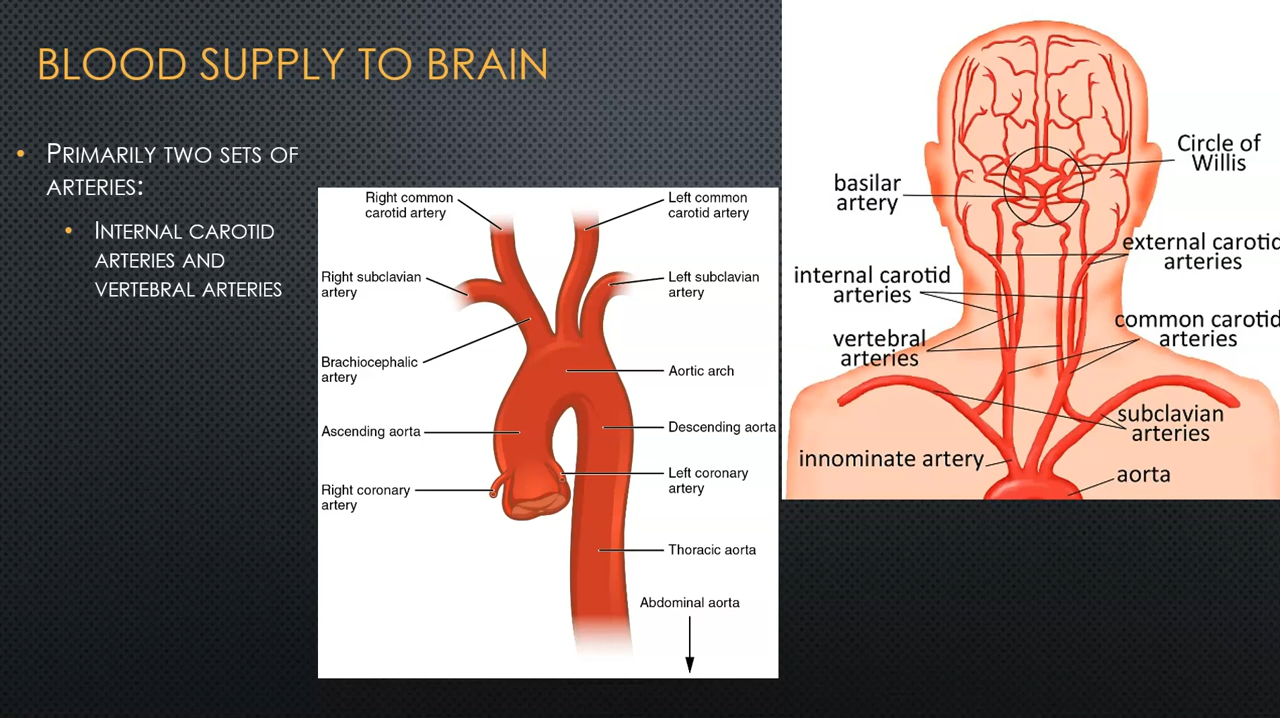 BLOOD SUPPLY TO BRAIN
• PRIMARILY TWO SETS OF
ARTERIES:
• INTERNAL CAROTID
ARTERIES AND
VERTEBRAL ARTERIES
Right common
carotid artery
Left common
carotid artery
Right subclavian
artery
Left subclavian
artery
Brachiocephalic
artery
Aortic arch
Ascending aorta
Descending aorta
Left coronary
artery
Right coronary
artery
Thoracic aorta
Abdominal aorta
Circle of
Willis
basilar
artery
external carotid
arteries
internal carotid
arteries
common carotid
arteries
vertebral
arteries
subclavian
arteries
innominate artery
aorta